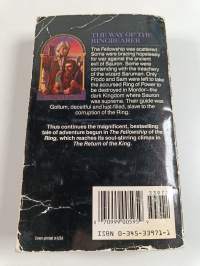 THE WAY OF THE
RINGBEARER
The Fellowship was scattered.
Some were bracing hopelessly
for war against the ancient
evil of Sauron. Some were
contending with the treachery
of the wizard Saruman. Only
Frodo and Sam were left to take
the accursed Ring of Power to
be destroyed in Mordor—the
dark Kingdom where Sauron
was supreme. Their guide was
Gollum, deceitful and lust-filled, slave to the
corruption of the Ring.
Thus continues the magnificent, bestselling
tale of adventure begun in The Fellowship of the
Ring, which reaches its soul-stirring climax in
The Return of the King.
Cover printed in USA
ISBN 0-345-33971-1